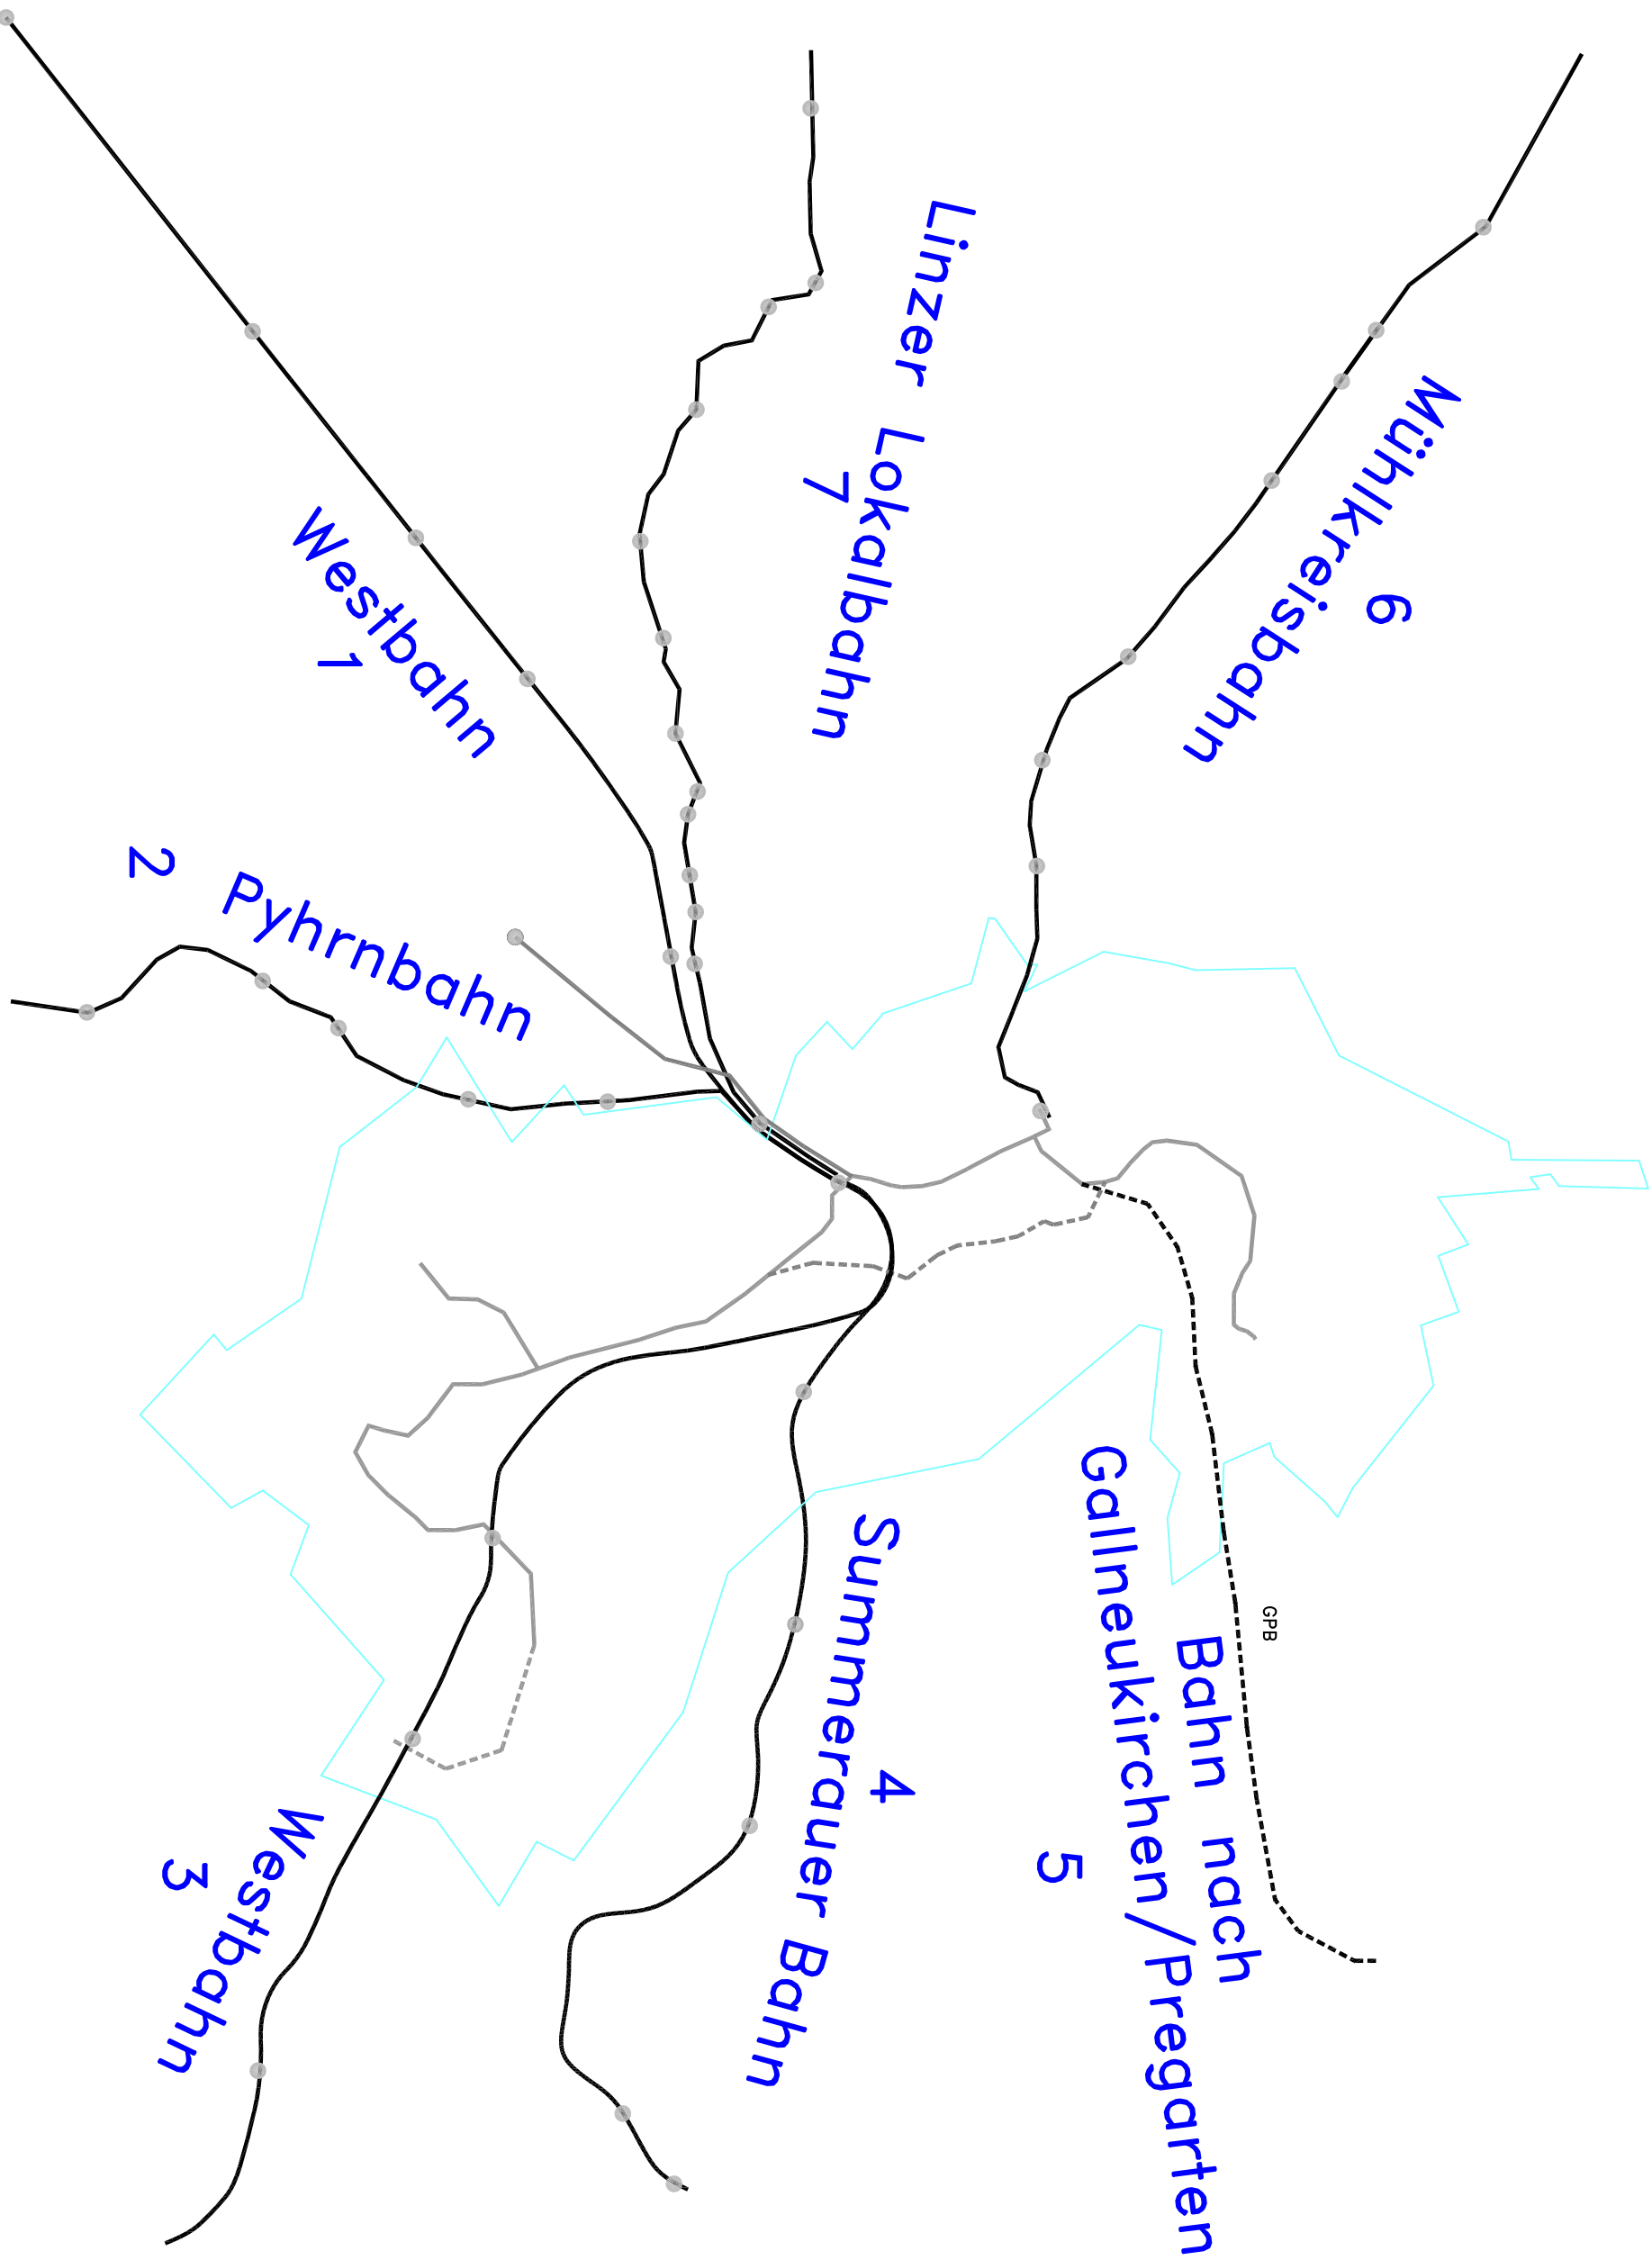 Linzer Lokalbahn
7
Mühlkreisbahn
6
Westbahn
1
2 Pyhrnbahn
Bahn nach
Gallneukirchen/Pregarten
5
GPB
Summerauer Bahn
4
Westbahn
3